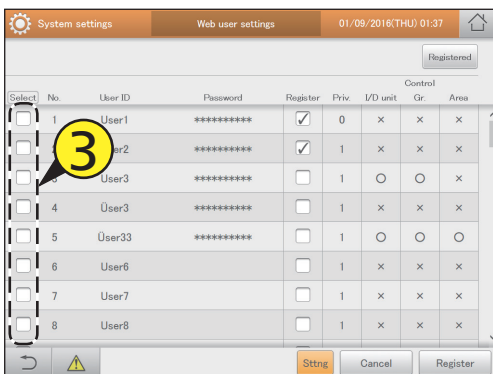 System settings Web user settings 01/09/2016(THU) 01:37
Registered
Control
Select No. User ID Password Register Priv. I/D unit Gr. Area
1 User1 ********** ✓ 0 × × ×
er2 ********** ✓ 1 × × ×
3
User3 ********** 1 ○ ○ ×
4 Üser3 1 × × ×
5 Üser33 ********** 1 ○ ○ ○
6 User6 1 × × ×
7 User7 1 × × ×
8 User8 1 × × ×
Sttng Cancel Register